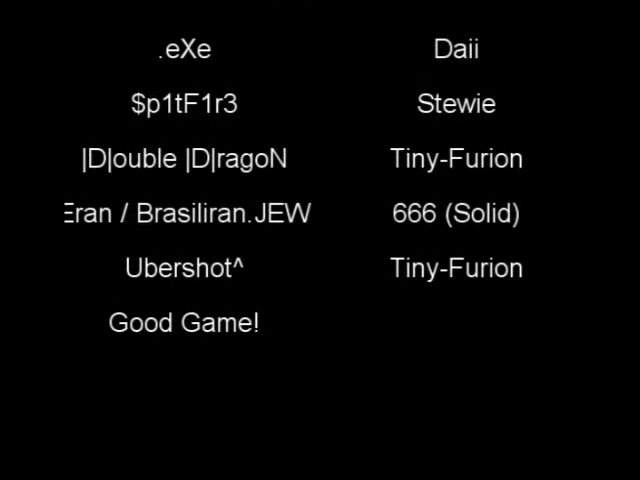 .eXe Daii
$p1tF1r3 Stewie
|D|ouble |D|ragoN Tiny-Furion
Eran / Brasiliran.JEW 666 (Solid)
Ubershot^ Tiny-Furion
Good Game!